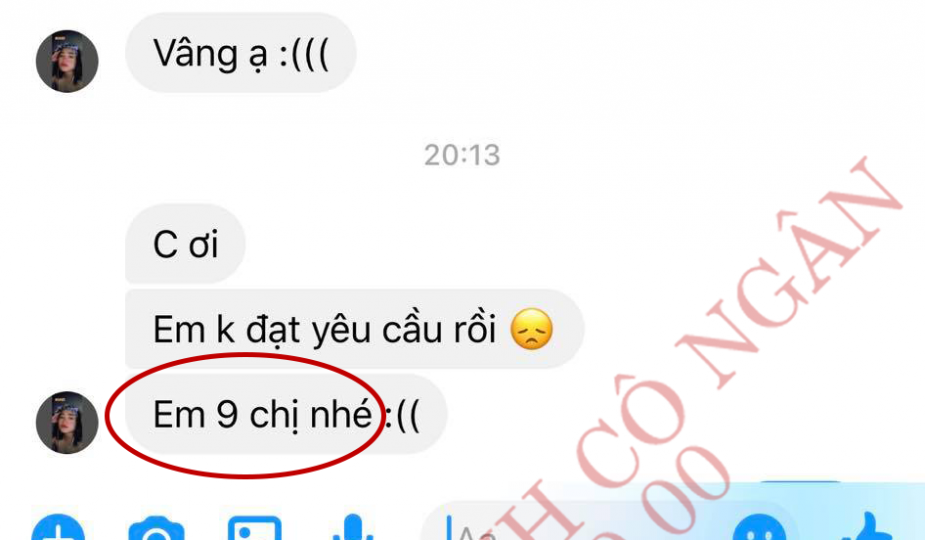 Vâng ạ :(((
20:13
C ơi
Em k đạt yêu cầu rồi 😞
Em 9 chị nhé :((
Aa
H CÔ NGÂN
00